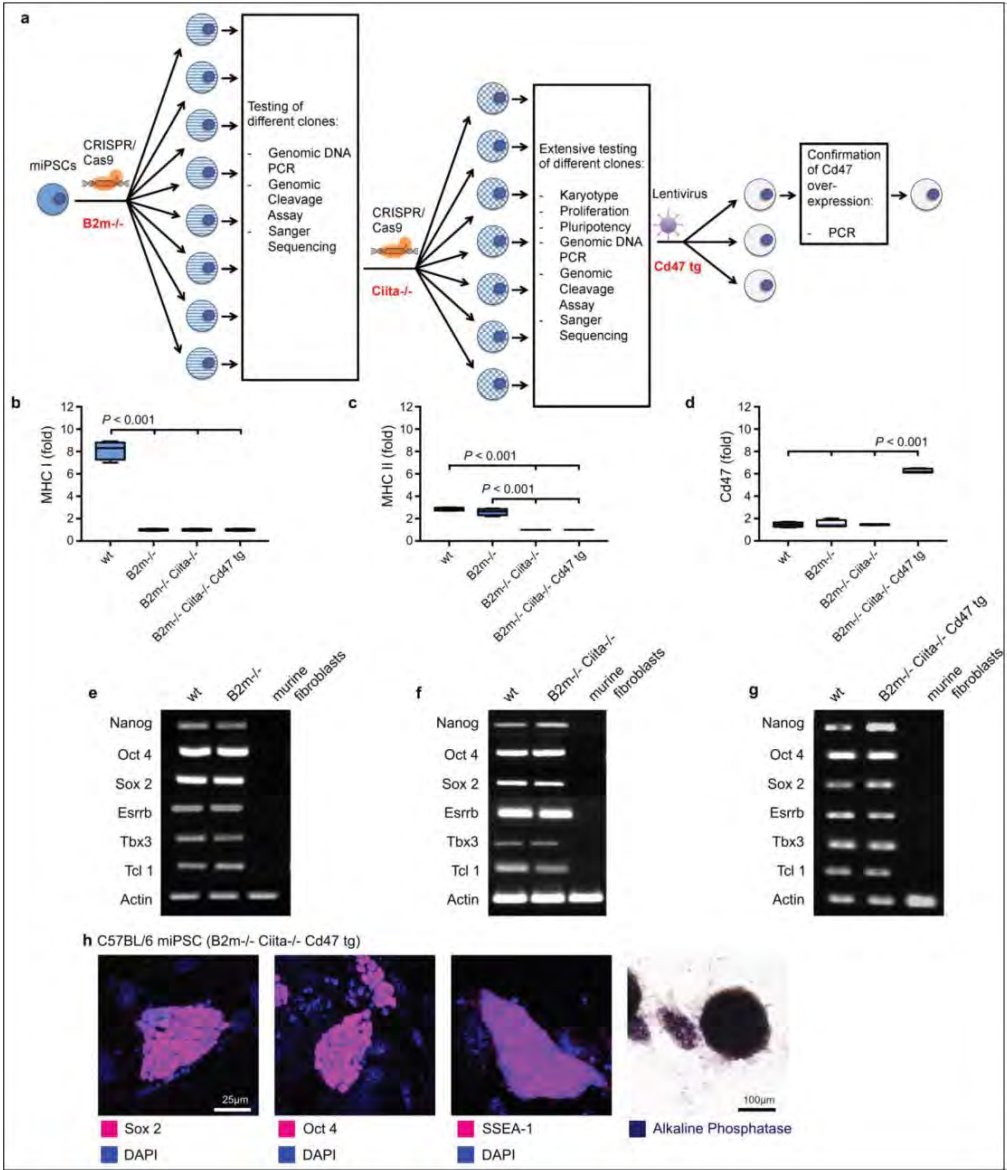 a
miPSCs
CRISPR/
Cas9
B2m-/-
Testing of
different clones:
- Genomic DNA
PCR
- Genomic
Cleavage
Assay
- Sanger
Sequencing
CRISPR/
Cas9
Ciita-/-
Extensive testing
of different clones:
- Karyotype
- Proliferation
- Pluripotency
- Genomic DNA
PCR
- Genomic
Cleavage
Assay
- Sanger
Sequencing
Lentivirus
Cd47 tg
Confirmation
of Cd47
over-
expression:
- PCR
b
MHC I (fold)
12
10
8
6
4
2
0
P < 0.001
wt
B2m-/-
B2m-/- Ciita-/-
B2m-/- Ciita-/- Cd47 tg
c
MHC II (fold)
12
10
8
6
4
2
0
P < 0.001
P < 0.001
wt
B2m-/-
B2m-/- Ciita-/-
B2m-/- Ciita-/- Cd47 tg
d
Cd47 (fold)
12
10
8
6
4
2
0
P < 0.001
wt
B2m-/-
B2m-/- Ciita-/-
B2m-/- Ciita-/- Cd47 tg
e
wt
B2m-/-
murine
fibroblasts
Nanog
Oct 4
Sox 2
Esrrb
Tbx3
Tcl 1
Actin
f
wt
B2m-/- Ciita-/-
murine
fibroblasts
Nanog
Oct 4
Sox 2
Esrrb
Tbx3
Tcl 1
Actin
g
wt
B2m-/- Ciita-/- Cd47 tg
murine
fibroblasts
Nanog
Oct 4
Sox 2
Esrrb
Tbx3
Tcl 1
Actin
h C57BL/6 miPSC (B2m-/- Ciita-/- Cd47 tg)
25µm
100µm
Sox 2
DAPI
Oct 4
DAPI
SSEA-1
DAPI
Alkaline Phosphatase